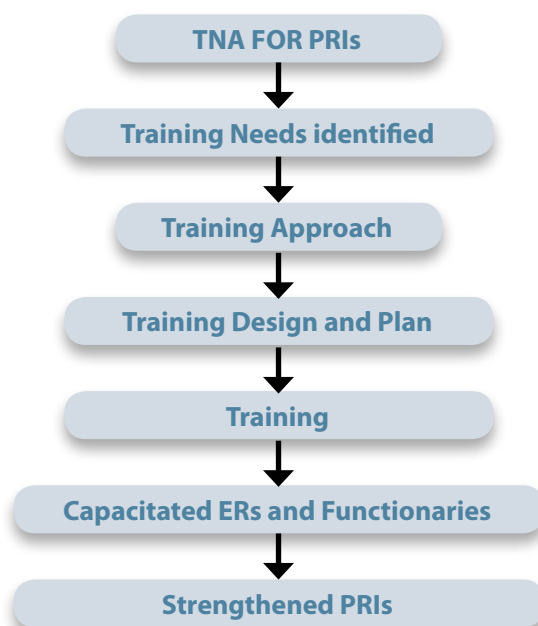 TNA FOR PRIs
Training Needs identified
Training Approach
Training Design and Plan
Training
Capacitated ERs and Functionaries
Strengthened PRIs